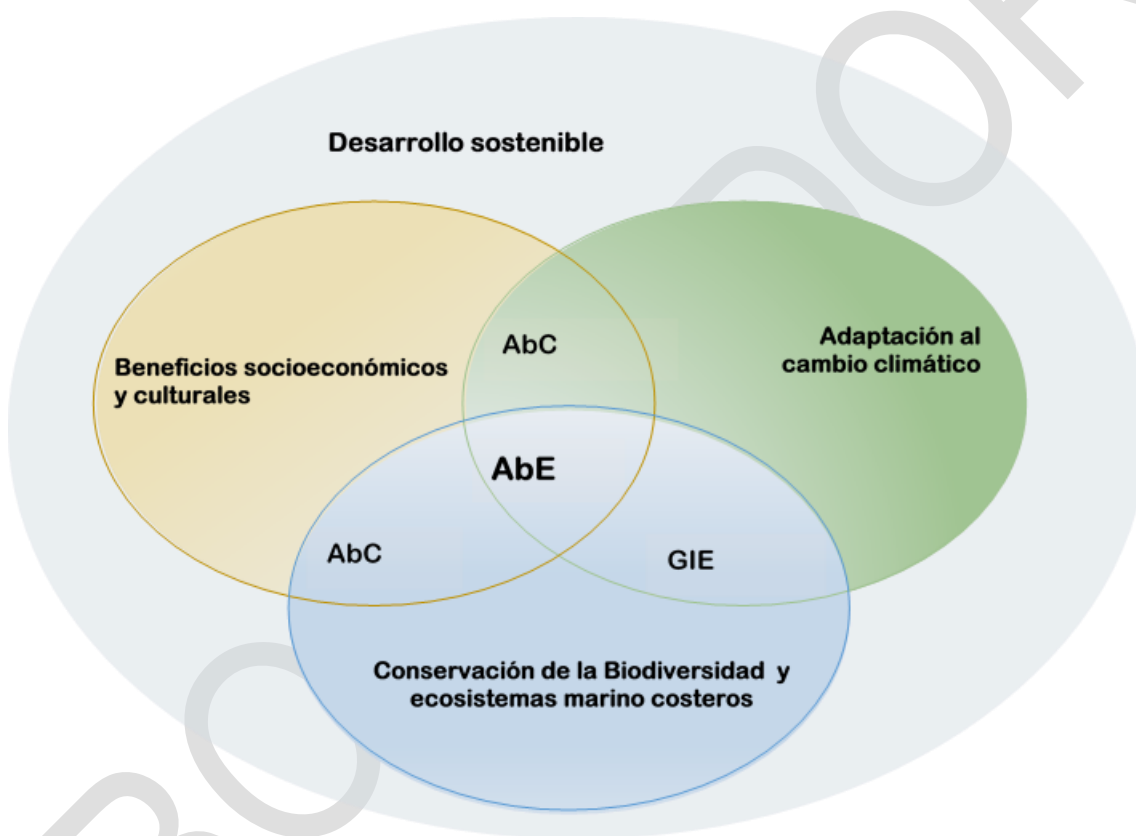 Desarrollo sostenible
AbC
Adaptación al
cambio climático
Beneficios socioeconómicos
y culturales
AbE
AbC
GIE
Conservación de la Biodiversidad y
ecosistemas marino costeros